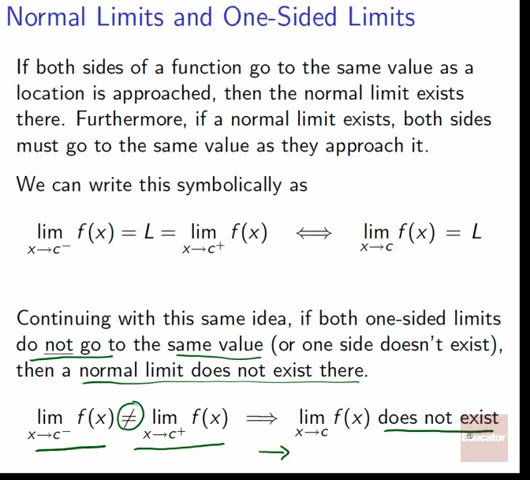 Normal Limits and One-Sided Limits
If both sides of a function go to the same value as a
location is approached, then the normal limit exists
there. Furthermore, if a normal limit exists, both sides
must go to the same value as they approach it.
We can write this symbolically as
lim x→c⁻ f(x) = L = lim x→c⁺ f(x) ⟺ lim x→c f(x) = L
Continuing with this same idea, if both one-sided limits
do not go to the same value (or one side doesn't exist),
then a normal limit does not exist there.
lim x→c⁻ f(x) ≠ lim x→c⁺ f(x) ⟹ lim x→c f(x) does not exist
Educator